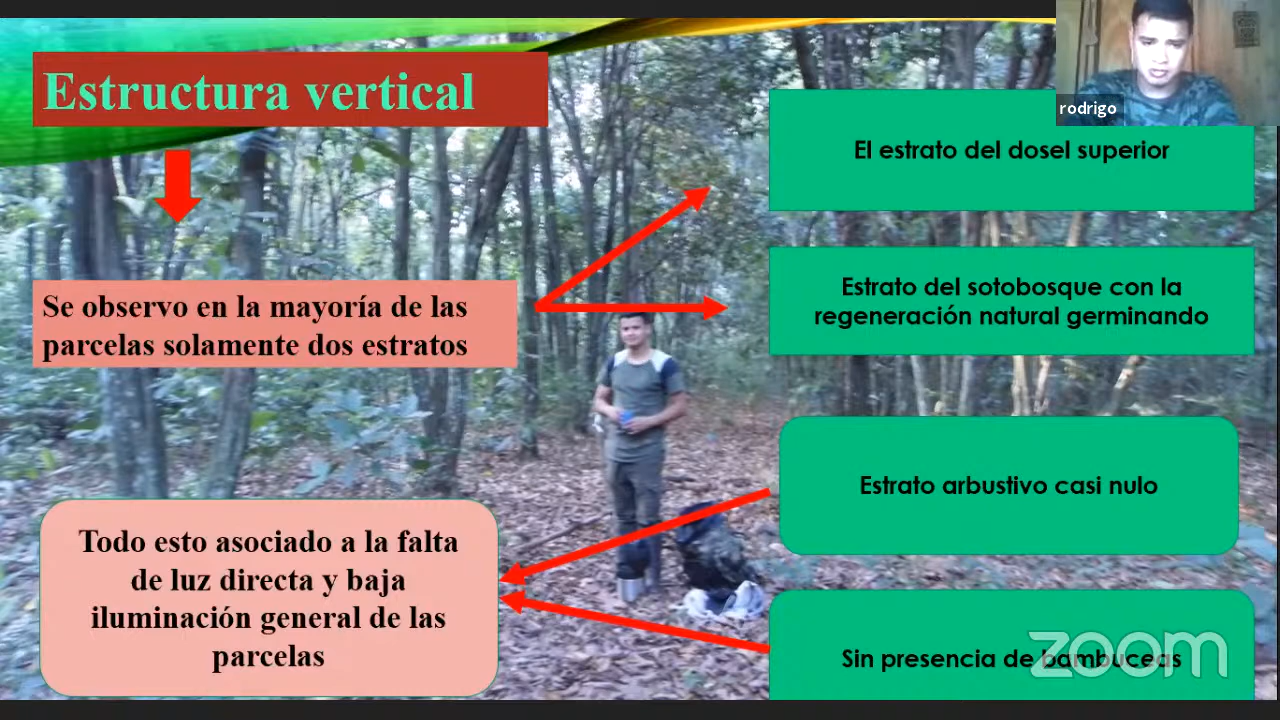 Estructura vertical
rodrigo
El estrato del dosel superior
Se observo en la mayoría de las
parcelas solamente dos estratos
Estrato del sotobosque con la
regeneración natural germinando
Estrato arbustivo casi nulo
Todo esto asociado a la falta
de luz directa y baja
iluminación general de las
parcelas
Sin presencia de bambuceas
zoom